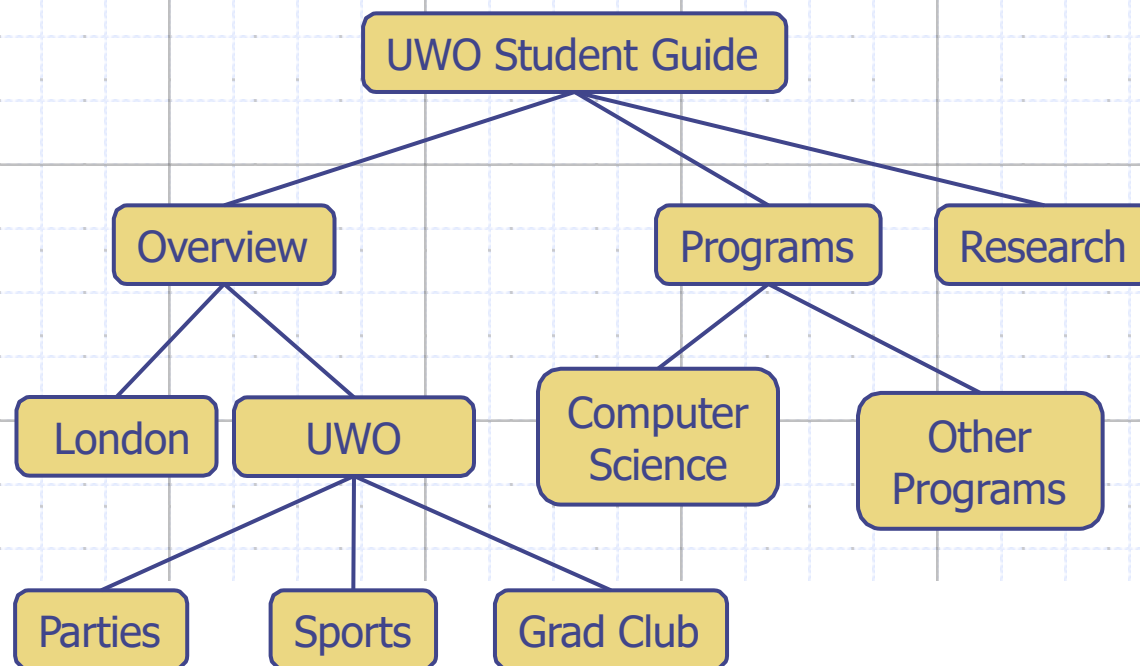 UWO Student Guide
Overview
Programs
Research
London
UWO
Computer
Science
Other
Programs
Parties
Sports
Grad Club